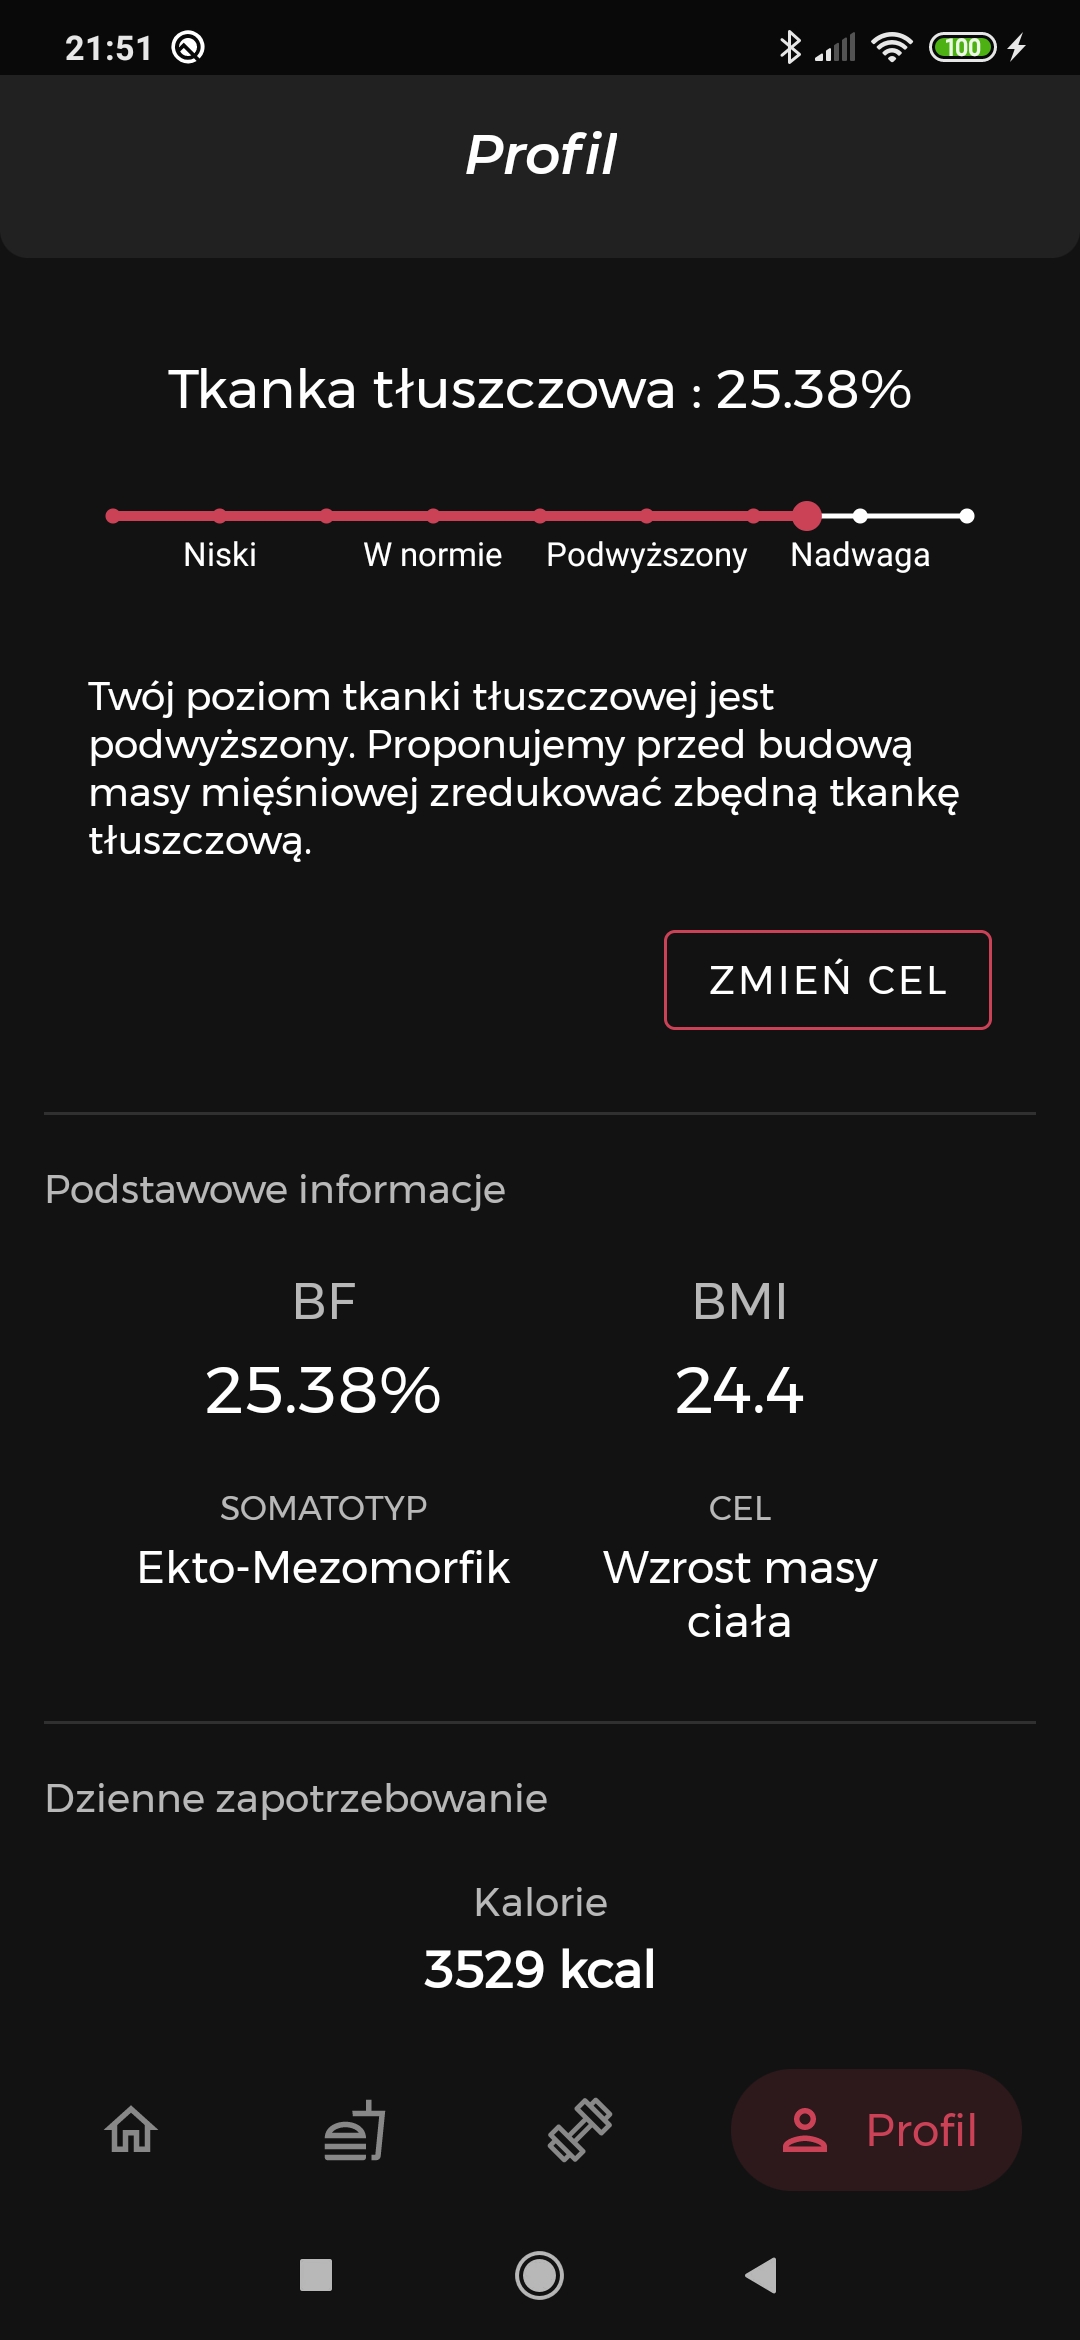 21:51
100
Profil
Tkanka tłuszczowa : 25.38%
Niski W normie Podwyższony Nadwaga
Twój poziom tkanki tłuszczowej jest
podwyższony. Proponujemy przed budową
masy mięśniowej zredukować zbędną tkankę
tłuszczową.
ZMIEŃ CEL
Podstawowe informacje
BF BMI
25.38% 24.4
SOMATOTYP CEL
Ekto-Mezomorfik Wzrost masy
ciała
Dzienne zapotrzebowanie
Kalorie
3529 kcal
Profil